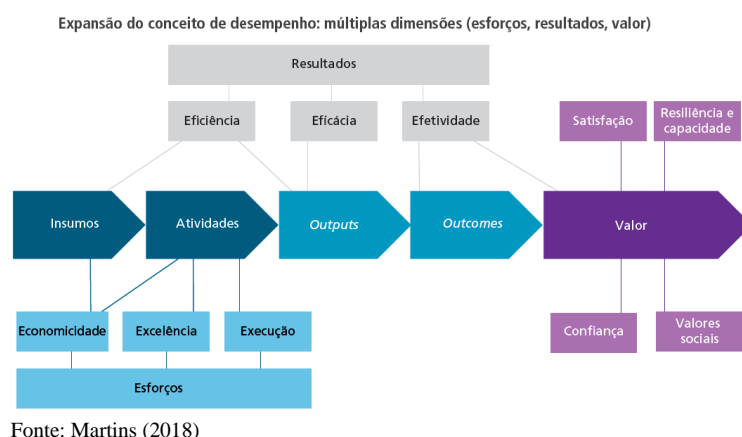 Expansão do conceito de desempenho: múltiplas dimensões (esforços, resultados, valor)
Resultados
Eficiência
Eficácia
Efetividade
Satisfação
Resiliência e
capacidade
Insumos
Atividades
Outputs
Outcomes
Valor
Economicidade
Excelência
Execução
Confiança
Valores
sociais
Esforços
Fonte: Martins (2018)